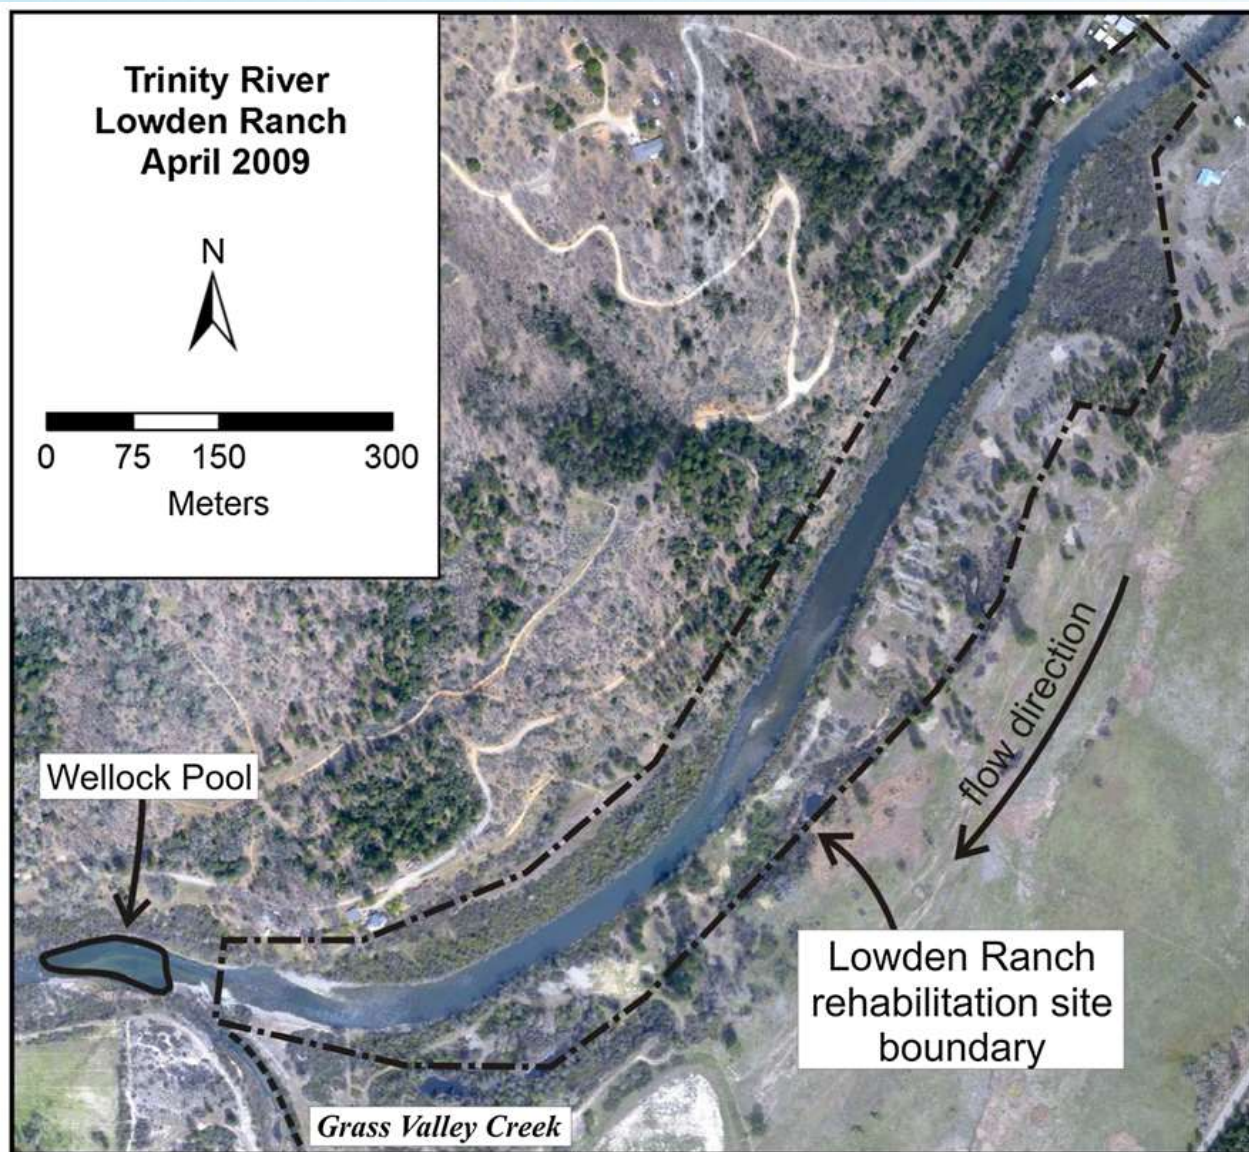 Trinity River
Lowden Ranch
April 2009
N
0 75 150 300
Meters
flow direction
Wellock Pool
Lowden Ranch
rehabilitation site
boundary
Grass Valley Creek